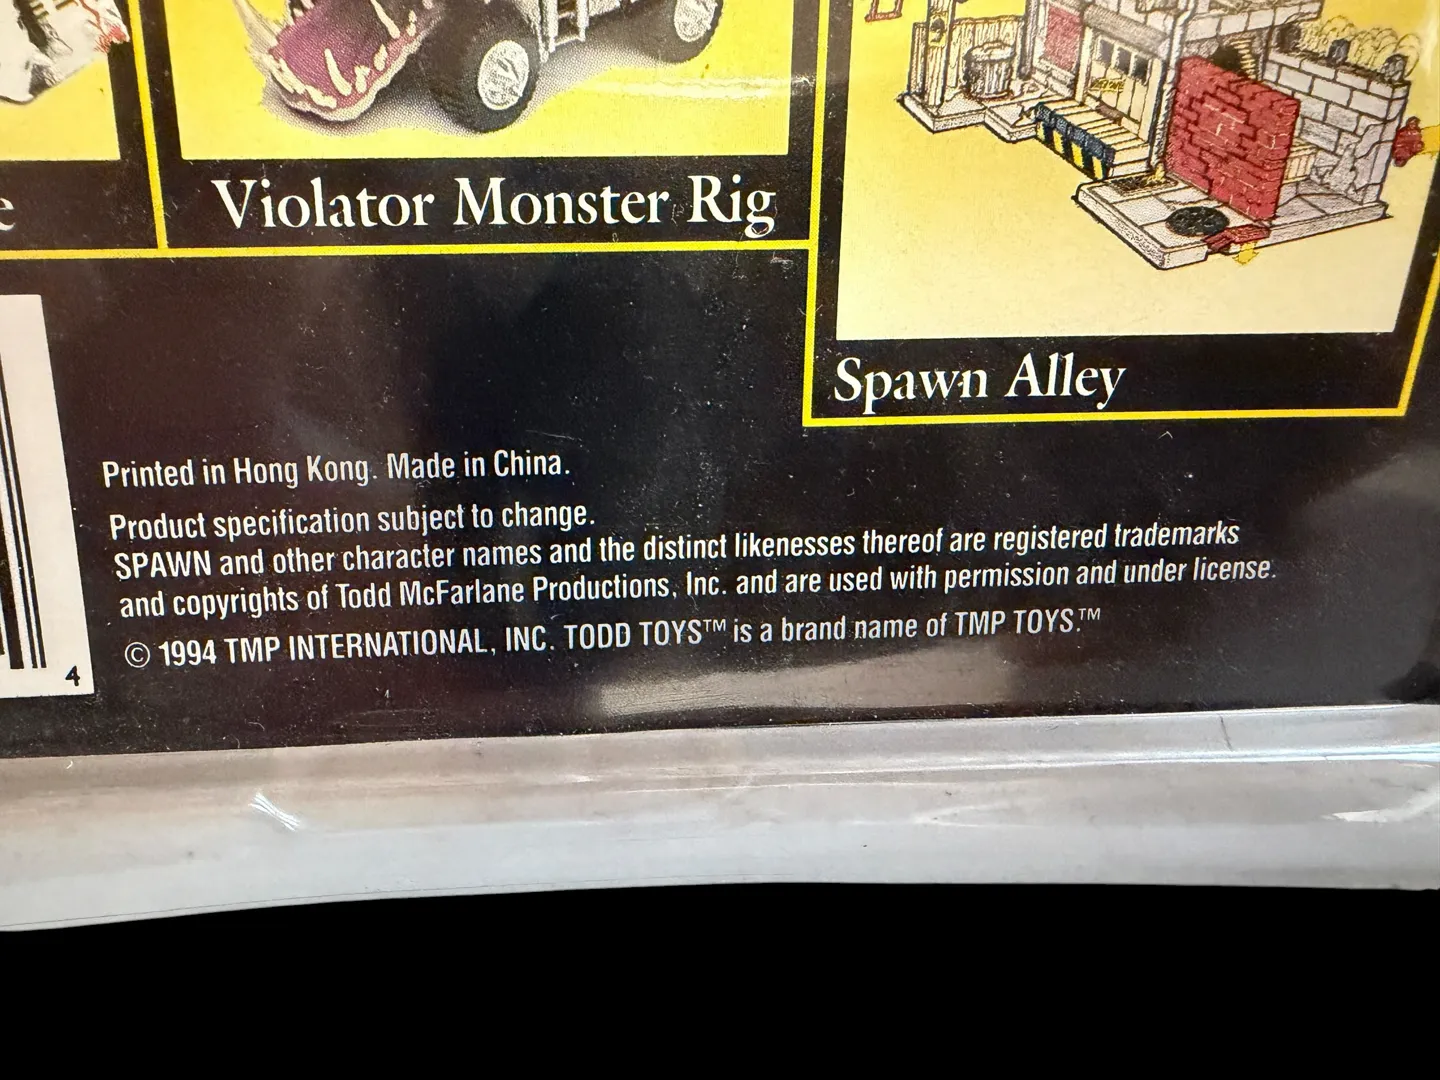 e
Violator Monster Rig
Spawn Alley
Printed in Hong Kong. Made in China.
Product specification subject to change.
SPAWN and other character names and the distinct likenesses thereof are registered trademarks
and copyrights of Todd McFarlane Productions, Inc. and are used with permission and under license.
© 1994 TMP INTERNATIONAL, INC. TODD TOYS™ is a brand name of TMP TOYS.™
4